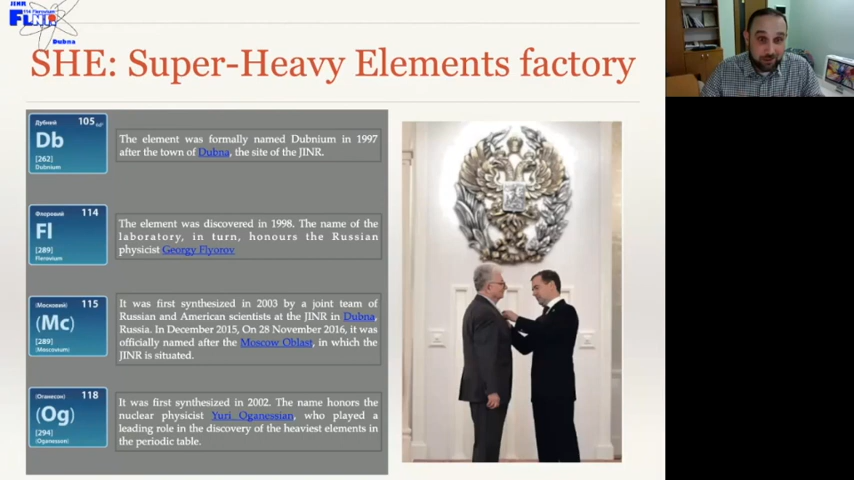 JINR
FLNR
Dubna
SHE: Super-Heavy Elements factory
Дубний 105
Db
[262]
Dubnium
The element was formally named Dubnium in 1997
after the town of Dubna, the site of the JINR.
Флеровий 114
Fl
[289]
Flerovium
The element was discovered in 1998. The name of the
laboratory, in turn, honours the Russian
physicist Georgy Flyorov
(Московий) 115
(Mc)
[289]
(Moscovium)
It was first synthesized in 2003 by a joint team of
Russian and American scientists at the JINR in Dubna,
Russia. In December 2015, On 28 November 2016, it was
officially named after the Moscow Oblast, in which the
JINR is situated.
(Оганесон) 118
(Og)
[294]
(Oganesson)
It was first synthesized in 2002. The name honors the
nuclear physicist Yuri Oganessian, who played a
leading role in the discovery of the heaviest elements in
the periodic table.